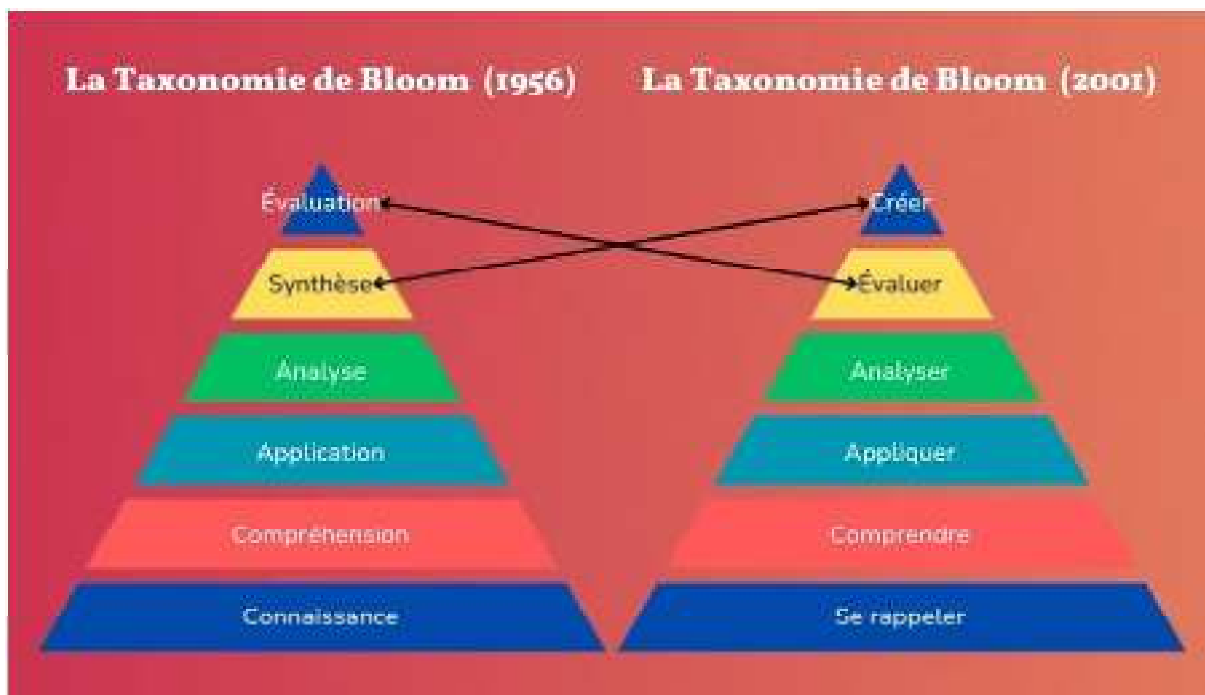 La Taxonomie de Bloom (1956)
Évaluation
Synthèse
Analyse
Application
Compréhension
Connaissance
La Taxonomie de Bloom (2001)
Créer
Évaluer
Analyser
Appliquer
Comprendre
Se rappeler